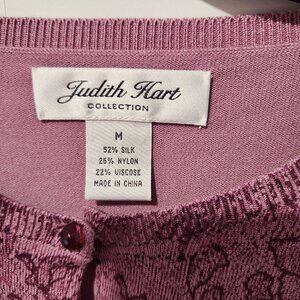 Judith Hart
COLLECTION
M
52% SILK
26% NYLON
22% VISCOSE
MADE IN CHINA